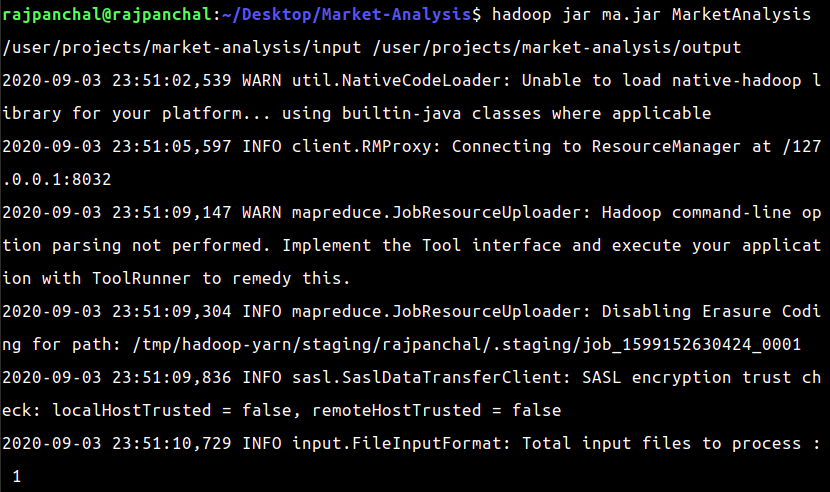 rajpanchal@rajpanchal:~/Desktop/Market-Analysis$ hadoop jar ma.jar MarketAnalysis
/user/projects/market-analysis/input /user/projects/market-analysis/output
2020-09-03 23:51:02,539 WARN util.NativeCodeLoader: Unable to load native-hadoop l
ibrary for your platform... using builtin-java classes where applicable
2020-09-03 23:51:05,597 INFO client.RMProxy: Connecting to ResourceManager at /127
.0.0.1:8032
2020-09-03 23:51:09,147 WARN mapreduce.JobResourceUploader: Hadoop command-line op
tion parsing not performed. Implement the Tool interface and execute your applicat
ion with ToolRunner to remedy this.
2020-09-03 23:51:09,304 INFO mapreduce.JobResourceUploader: Disabling Erasure Codi
ng for path: /tmp/hadoop-yarn/staging/rajpanchal/.staging/job_1599152630424_0001
2020-09-03 23:51:09,836 INFO sasl.SaslDataTransferClient: SASL encryption trust ch
eck: localHostTrusted = false, remoteHostTrusted = false
2020-09-03 23:51:10,729 INFO input.FileInputFormat: Total input files to process :
 1